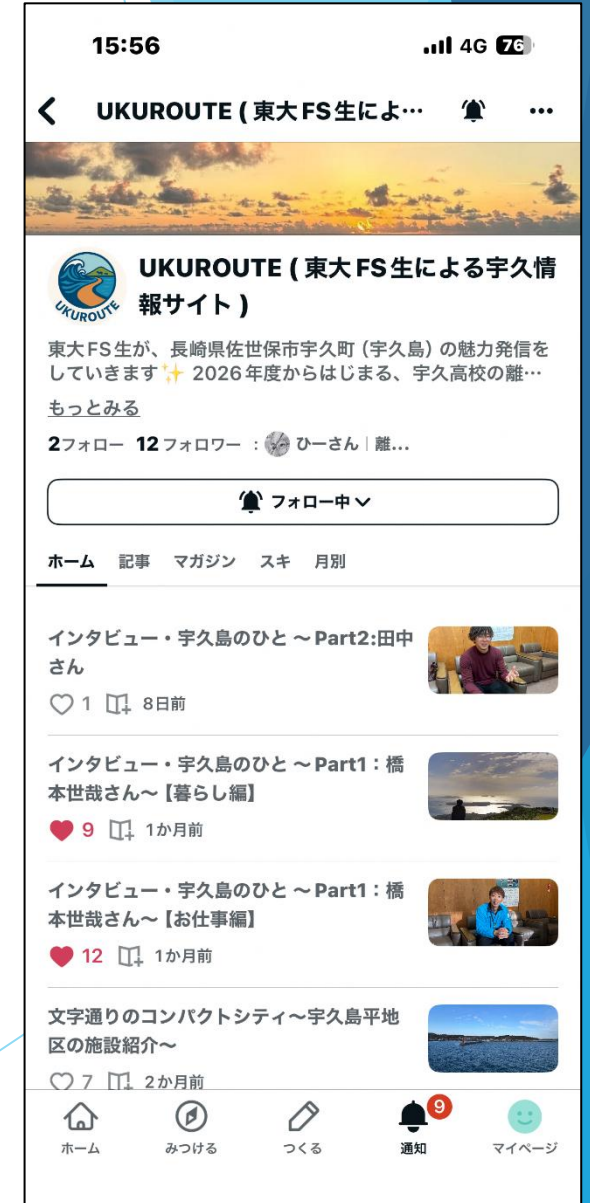 15:56
4G 76
UKUROUTE ( 東大FS生によ…
UKUROUTE
UKUROUTE ( 東大FS生による宇久情
報サイト )
東大FS生が、長崎県佐世保市宇久町（宇久島）の魅力発信を
していきます✨ 2026年度からはじまる、宇久高校の離…
もっとみる
2フォロー 12フォロワー : ひーさん｜離…
フォロー中
ホーム 記事 マガジン スキ 月別
インタビュー・宇久島のひと ～Part2:田中
さん
1 8日前
インタビュー・宇久島のひと ～Part1：橋
本世哉さん～【暮らし編】
9 1か月前
インタビュー・宇久島のひと ～Part1：橋
本世哉さん～【お仕事編】
12 1か月前
文字通りのコンパクトシティ～宇久島平地
区の施設紹介～
7 2か月前
9
ホーム みつける つくる 通知 マイページ